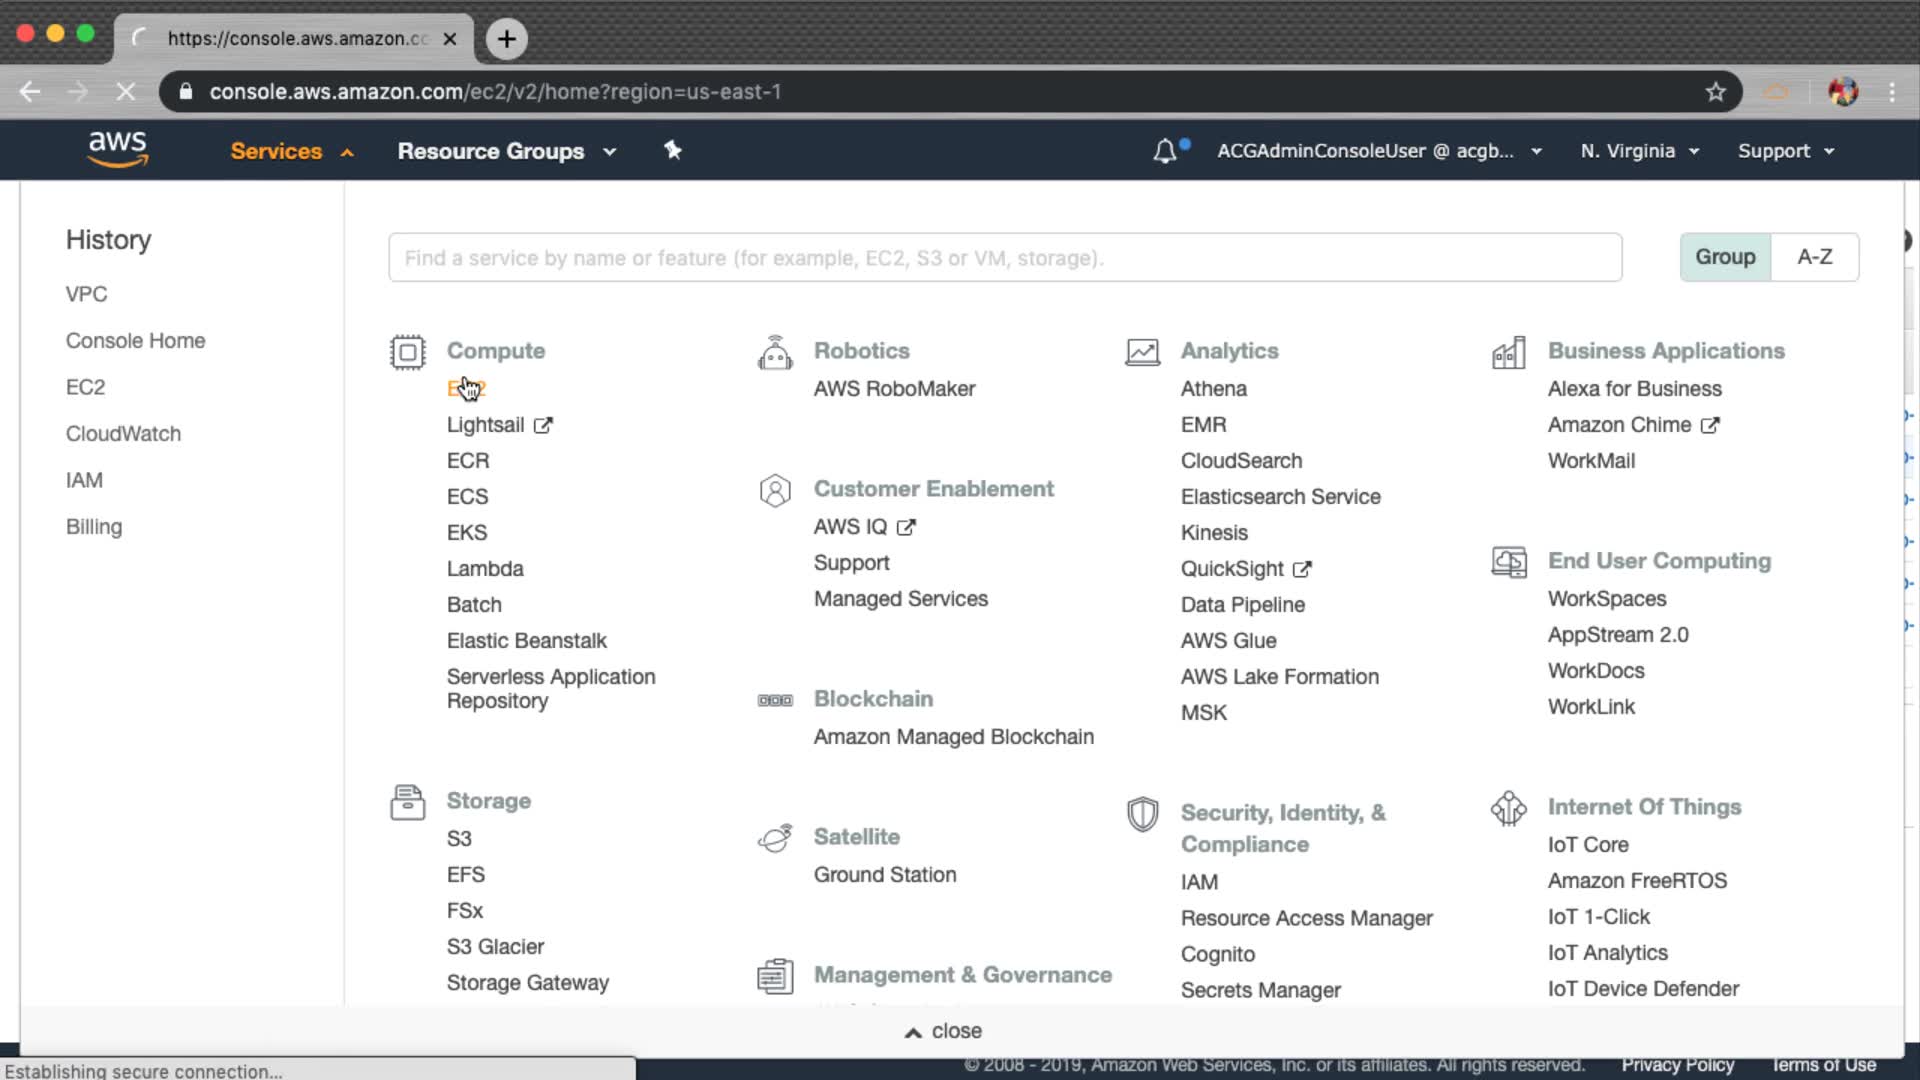 https://console.aws.amazon.cc
console.aws.amazon.com/ec2/v2/home?region=us-east-1
aws
Services
Resource Groups
ACGAdminConsoleUser @ acgb...
N. Virginia
Support
History
VPC
Console Home
EC2
CloudWatch
IAM
Billing
Find a service by name or feature (for example, EC2, S3 or VM, storage).
Group
A-Z
Compute
EC2
Lightsail
ECR
ECS
EKS
Lambda
Batch
Elastic Beanstalk
Serverless Application
Repository
Storage
S3
EFS
FSx
S3 Glacier
Storage Gateway
Robotics
AWS RoboMaker
Customer Enablement
AWS IQ
Support
Managed Services
Blockchain
Amazon Managed Blockchain
Satellite
Ground Station
Management & Governance
Analytics
Athena
EMR
CloudSearch
Elasticsearch Service
Kinesis
QuickSight
Data Pipeline
AWS Glue
AWS Lake Formation
MSK
Security, Identity, &
Compliance
IAM
Resource Access Manager
Cognito
Secrets Manager
Business Applications
Alexa for Business
Amazon Chime
WorkMail
End User Computing
WorkSpaces
AppStream 2.0
WorkDocs
WorkLink
Internet Of Things
IoT Core
Amazon FreeRTOS
IoT 1-Click
IoT Analytics
IoT Device Defender
close
Establishing secure connection...
© 2008 - 2019, Amazon Web Services, Inc. or its affiliates. All rights reserved.
Privacy Policy
Terms of Use